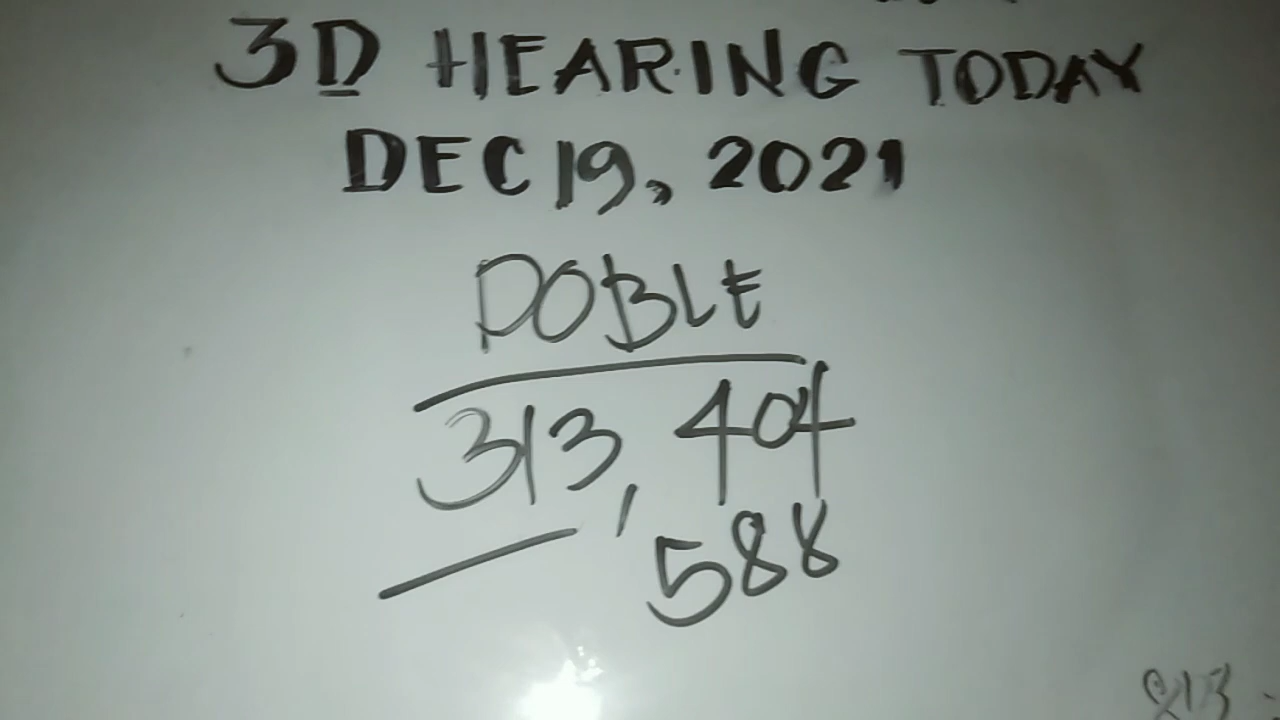 3D HEARING TODAY
DEC 19, 2021
DOBLE
313, 404
588